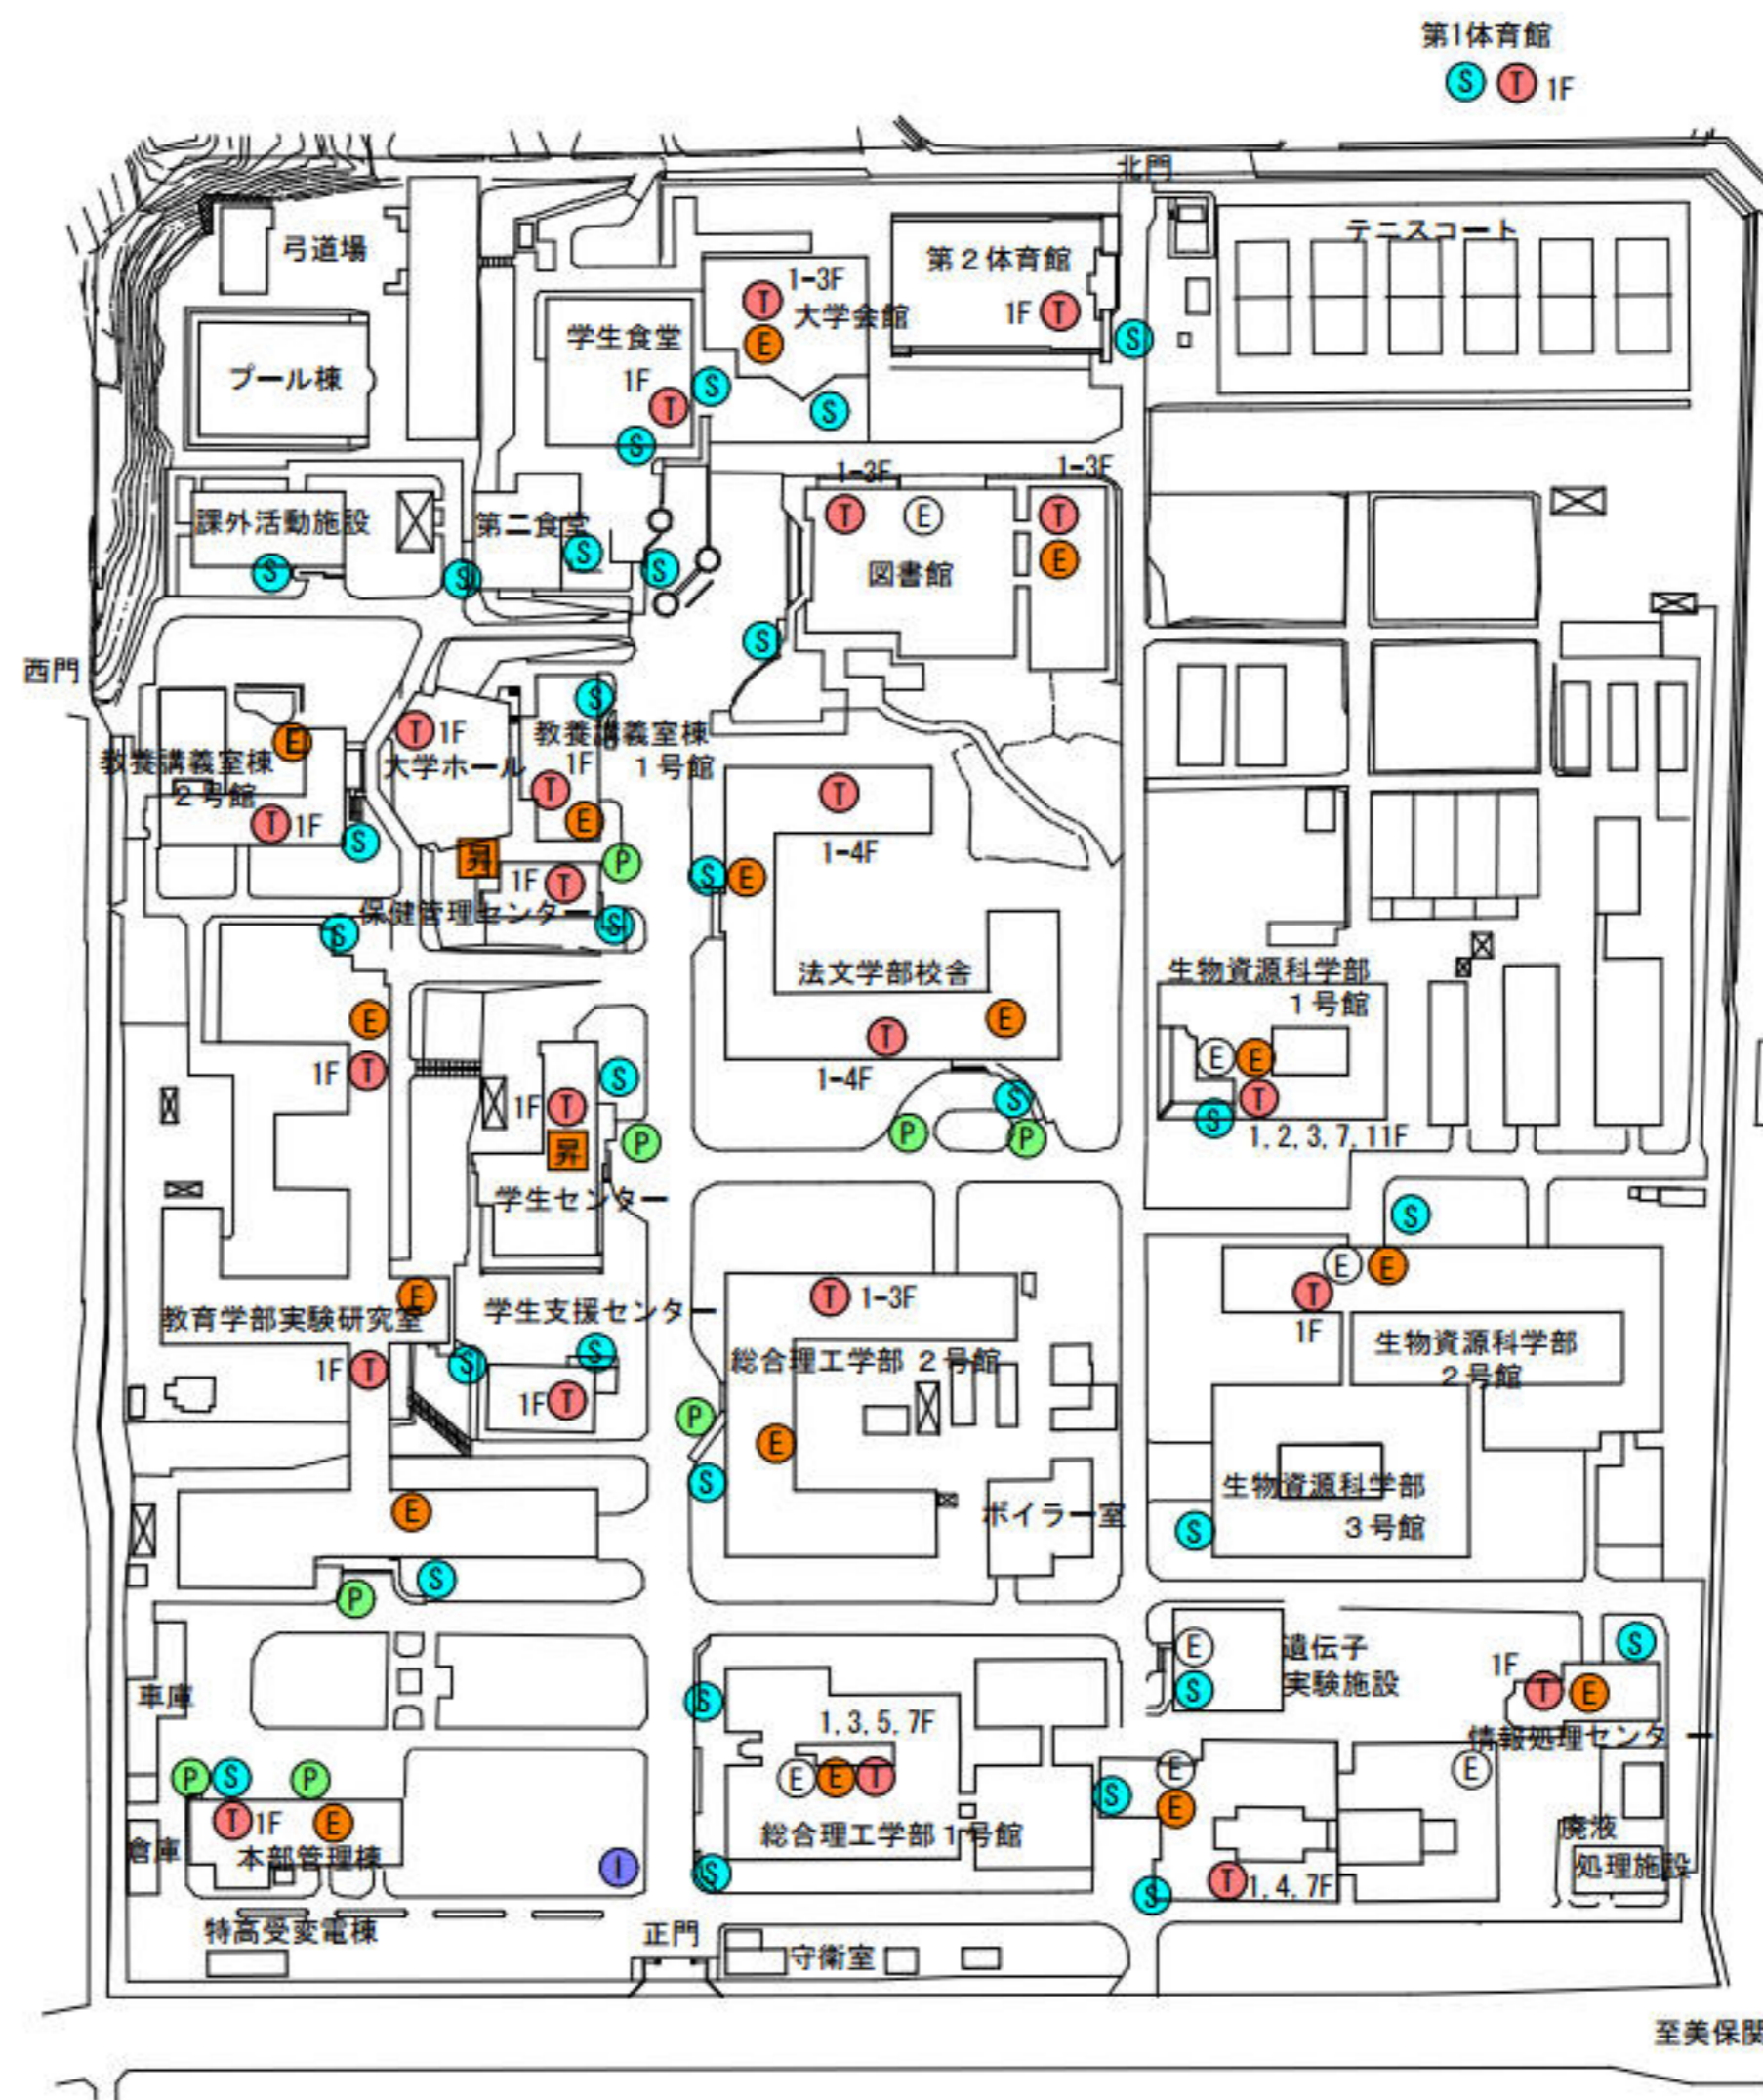 第1体育館
S T 1F
北門
弓道場
テニスコート
第2体育館
1F T
S
1-3F
T
大学会館
E
学生食堂
1F
T
S
S
S
プール棟
課外活動施設
S
第二食堂
S
S
S
1-3F
T E
1-3F
T
E
図書館
S
西門
E
教養講義室棟
2号館
T 1F
S
T 1F
大学ホール
S
教養講義室棟
1号館
1F
T
E
昇
P
1F T
保健管理センター
S
T
1-4F
S E
法文学部校舎
E
T
1-4F
S
P
P
生物資源科学部
1号館
E E
T
S
1,2,3,7,11F
S
E
1F T
S
1F T
昇
P
学生センター
E
教育学部実験研究室
1F T
学生支援センター
S
S
1F T
T 1-3F
総合理工学部 2号館
P
E
S
ボイラー室
S
E E
T
1F
生物資源科学部
2号館
生物資源科学部
3号館
S
E
S
P
E
S
遺伝子
実験施設
S
1F
T E
情報処理センター
車庫
P S P
T 1F E
倉庫
本部管理棟
I
S
1,3,5,7F
E E T
総合理工学部1号館
S
E
S
E
E
S
T 1,4,7F
廃液
処理施設
特高受変電棟
正門
守衛室
至美保関